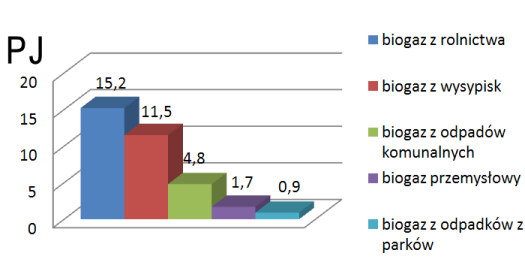 PJ
20
15
10
5
0
15,2
11,5
4,8
1,7
0,9
biogaz z rolnictwa
biogaz z wysypisk
biogaz z odpadów
komunalnych
biogaz przemysłowy
biogaz z odpadków z
parków